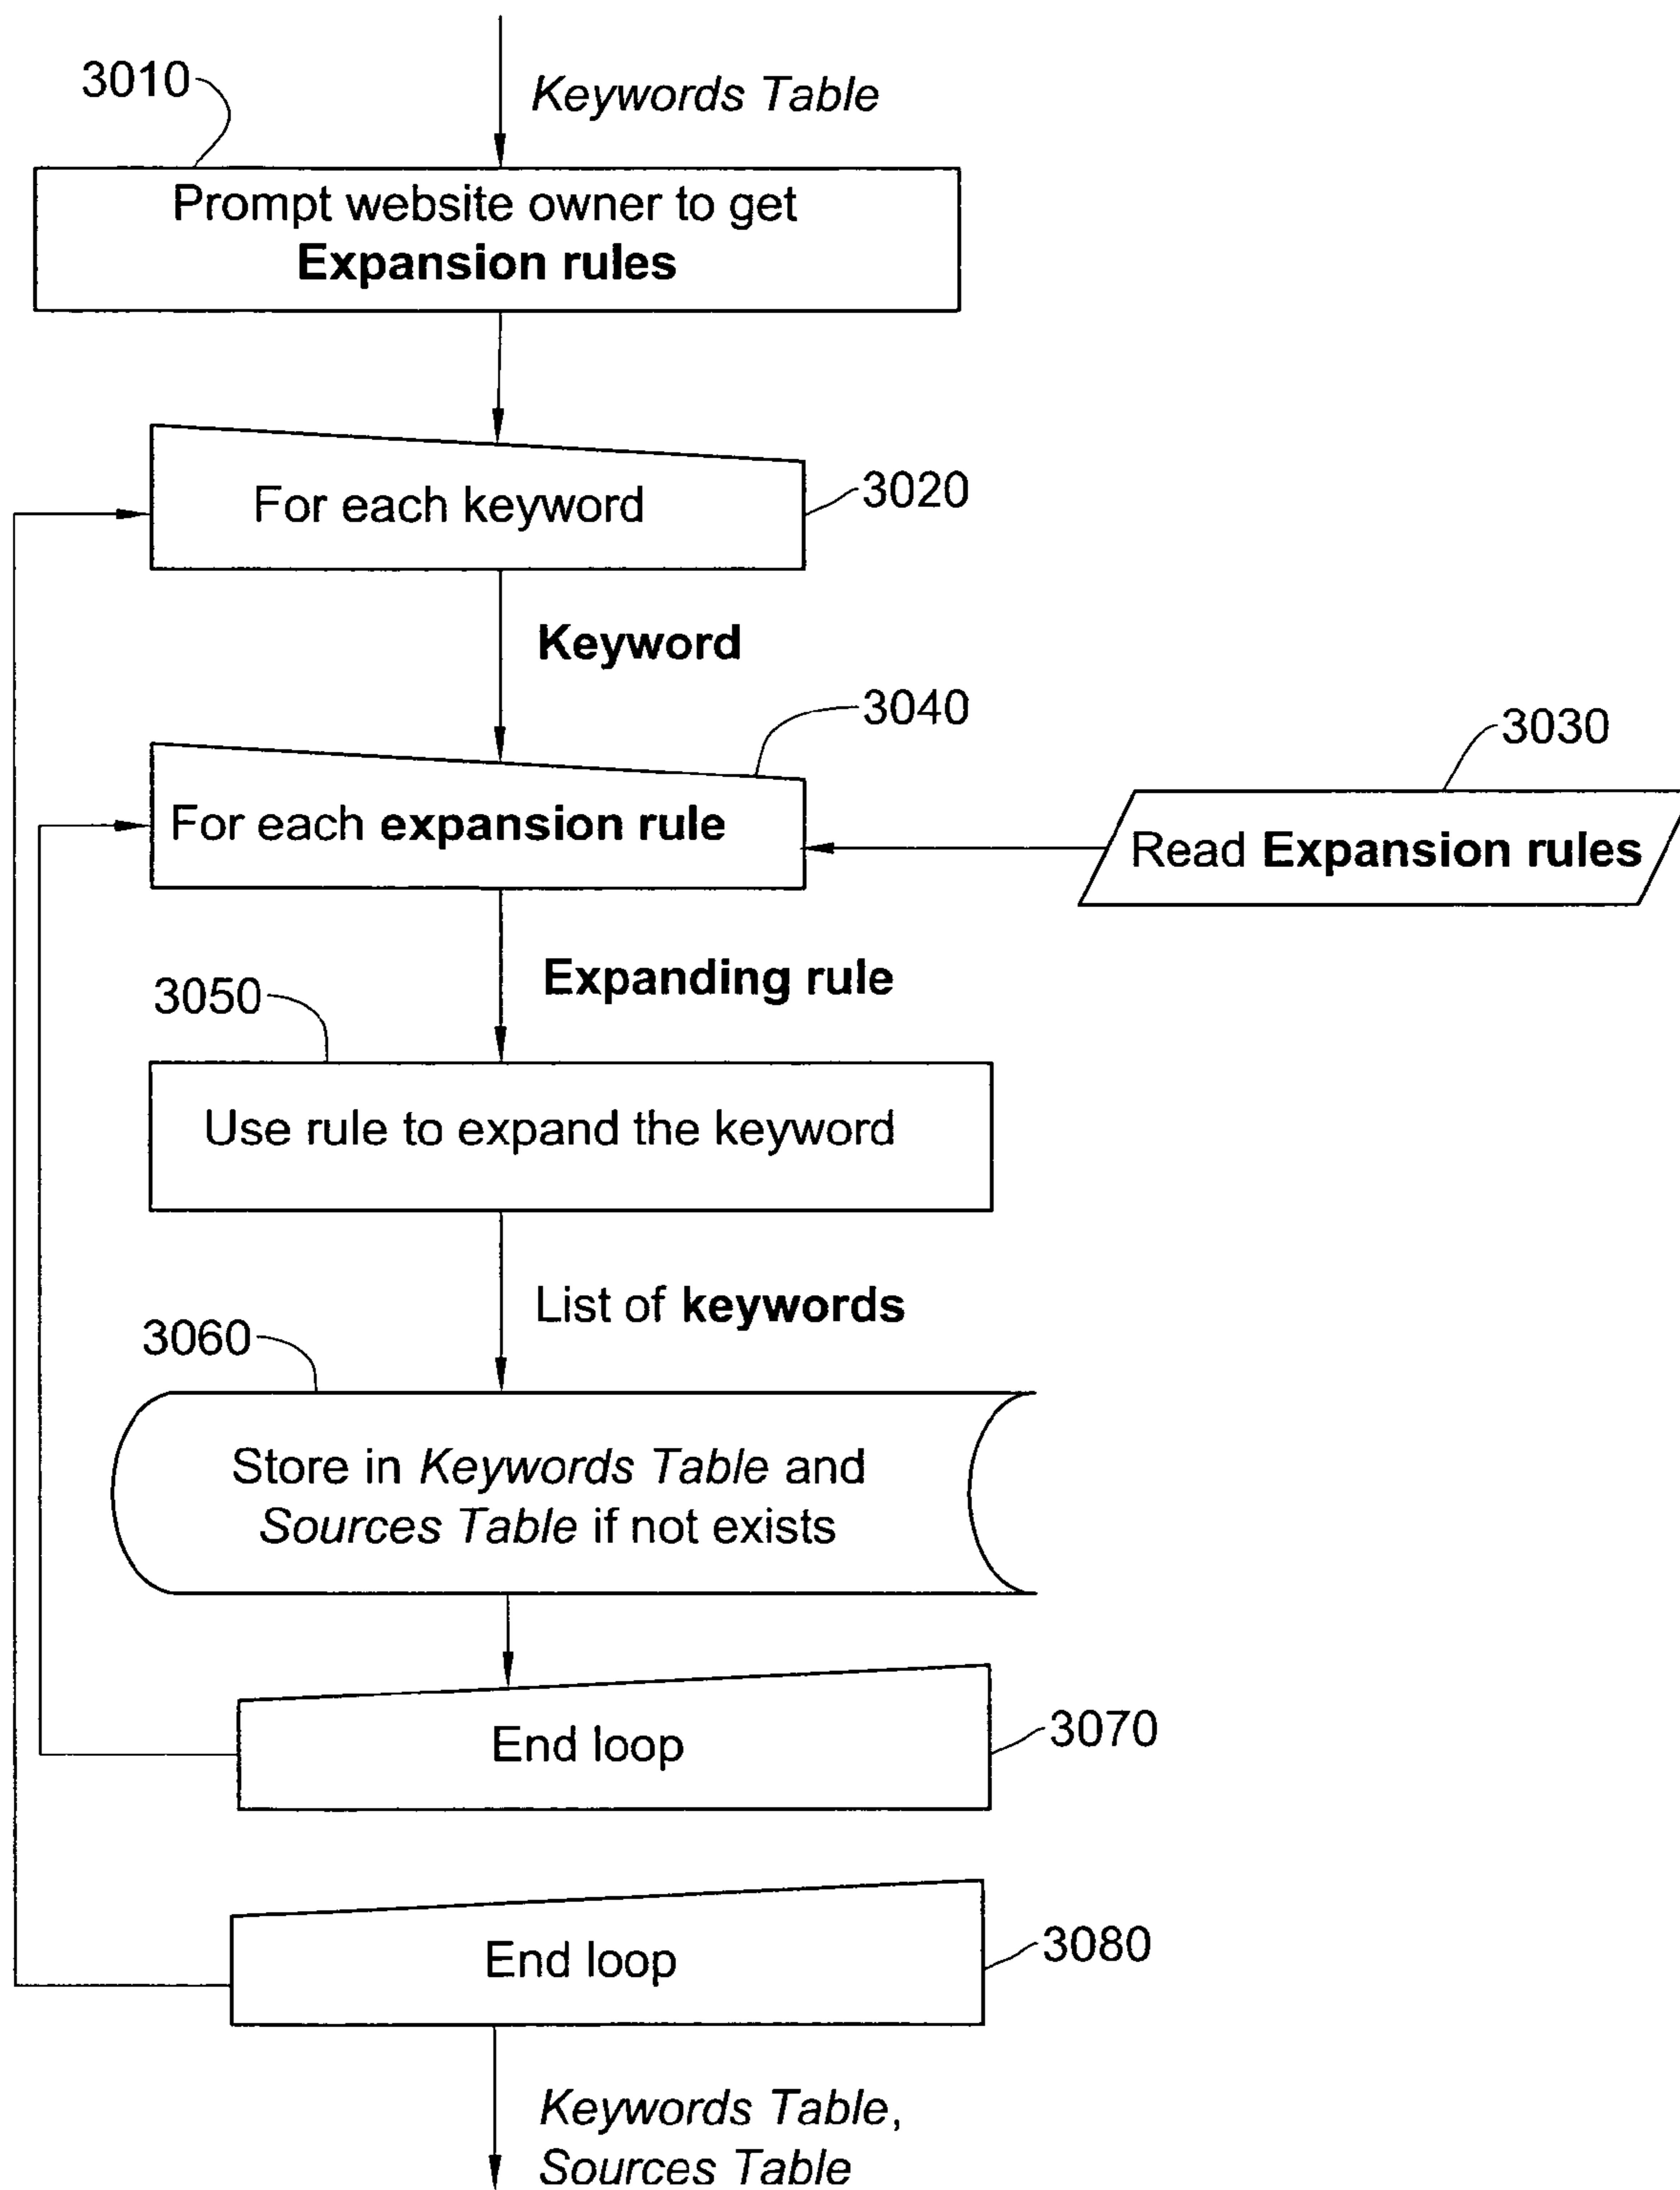 3010
Keywords Table
Prompt website owner to get
Expansion rules
For each keyword
3020
Keyword
3040
3030
For each expansion rule
Read Expansion rules
Expanding rule
3050
Use rule to expand the keyword
List of keywords
3060
Store in Keywords Table and
Sources Table if not exists
End loop
3070
End loop
3080
Keywords Table,
Sources Table